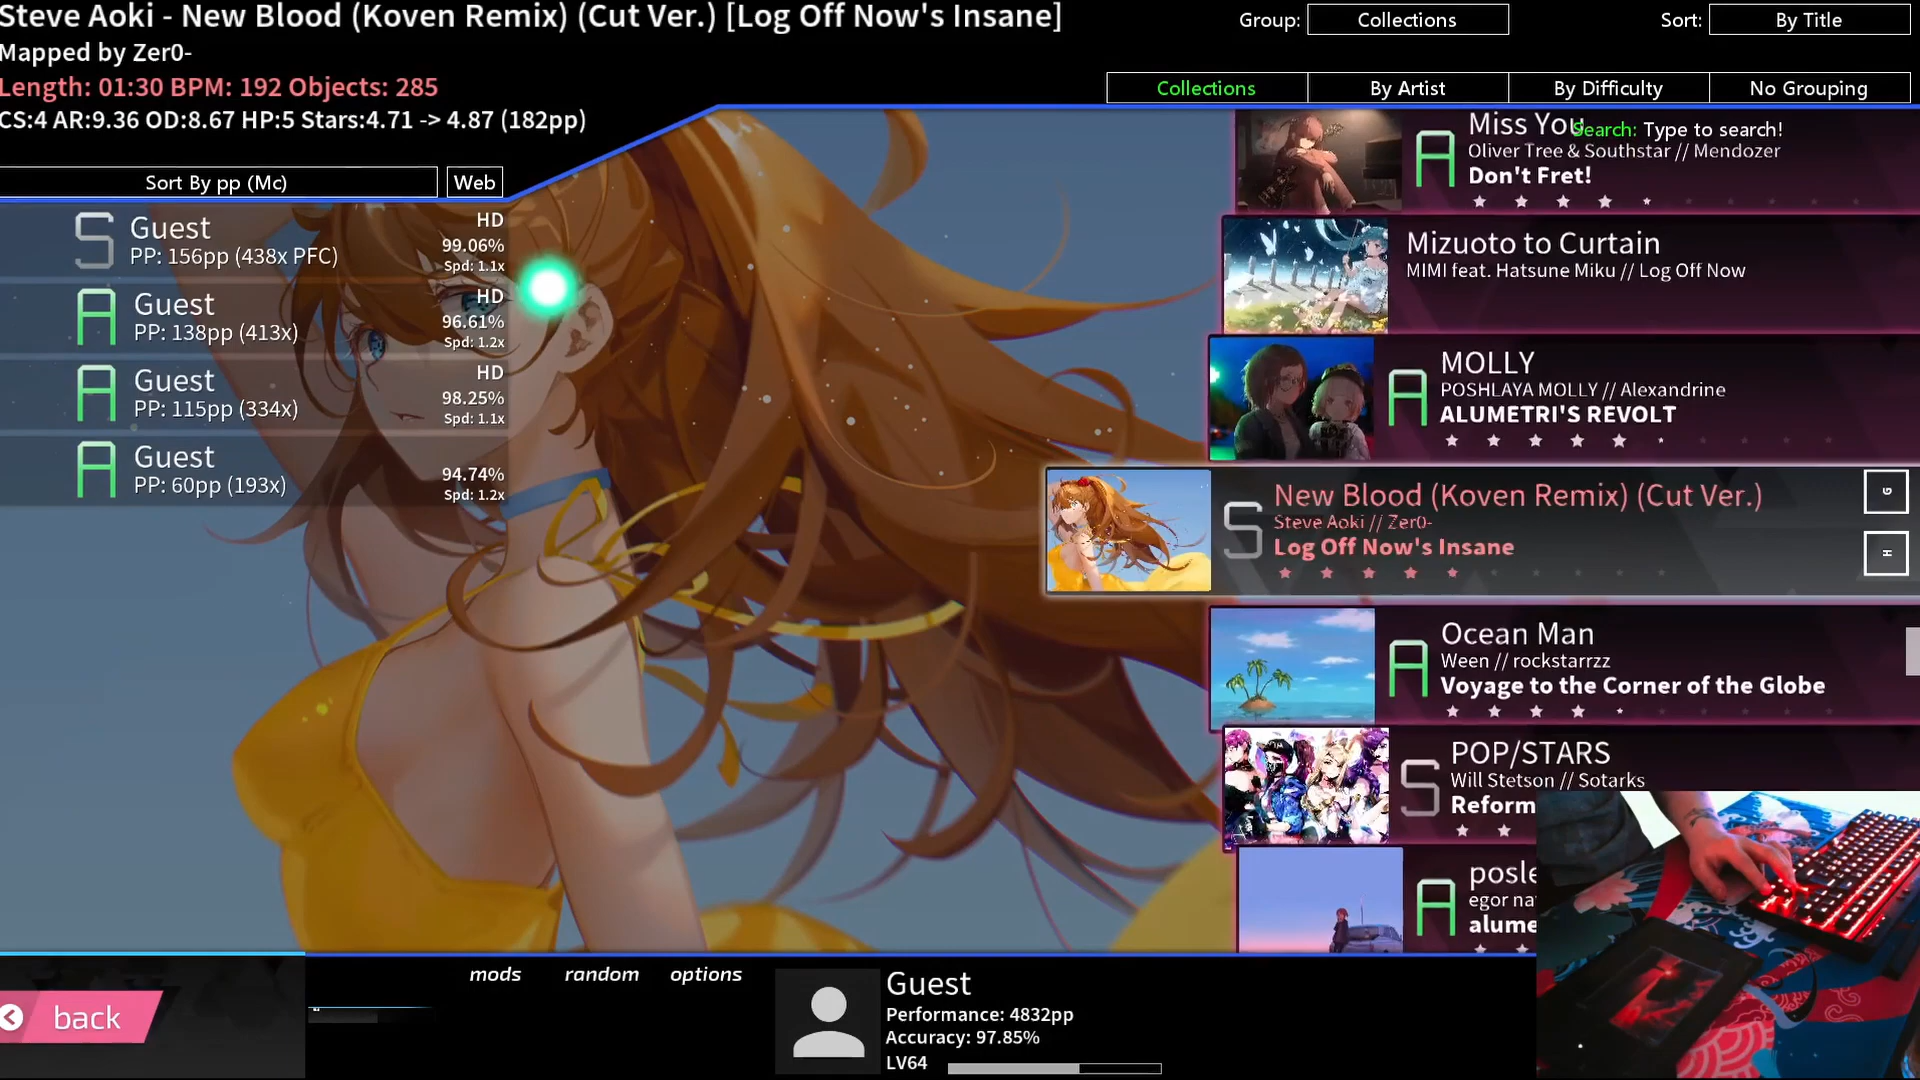 Steve Aoki - New Blood (Koven Remix) (Cut Ver.) [Log Off Now's Insane]
Mapped by Zer0-
Length: 01:30 BPM: 192 Objects: 285
CS:4 AR:9.36 OD:8.67 HP:5 Stars:4.71 -> 4.87 (182pp)
Group: Collections
Sort: By Title
Collections By Artist By Difficulty No Grouping
Search: Type to search!
Sort By pp (Mc) Web
Guest
PP: 156pp (438x PFC)
HD
99.06%
Spd: 1.1x
Guest
PP: 138pp (413x)
HD
96.61%
Spd: 1.2x
Guest
PP: 115pp (334x)
HD
98.25%
Spd: 1.1x
Guest
PP: 60pp (193x)
94.74%
Spd: 1.2x
A
Miss You
Oliver Tree & Southstar // Mendozer
Don't Fret!
Mizuoto to Curtain
MIMI feat. Hatsune Miku // Log Off Now
A
MOLLY
POSHLAYA MOLLY // Alexandrine
ALUMETRI'S REVOLT
S
New Blood (Koven Remix) (Cut Ver.)
Steve Aoki // Zer0-
Log Off Now's Insane
G
H
A
Ocean Man
Ween // rockstarrzz
Voyage to the Corner of the Globe
S
POP/STARS
Will Stetson // Sotarks
Reform
A
posle
egor na
alume
S
A
A
A
back
mods random options
Guest
Performance: 4832pp
Accuracy: 97.85%
LV64